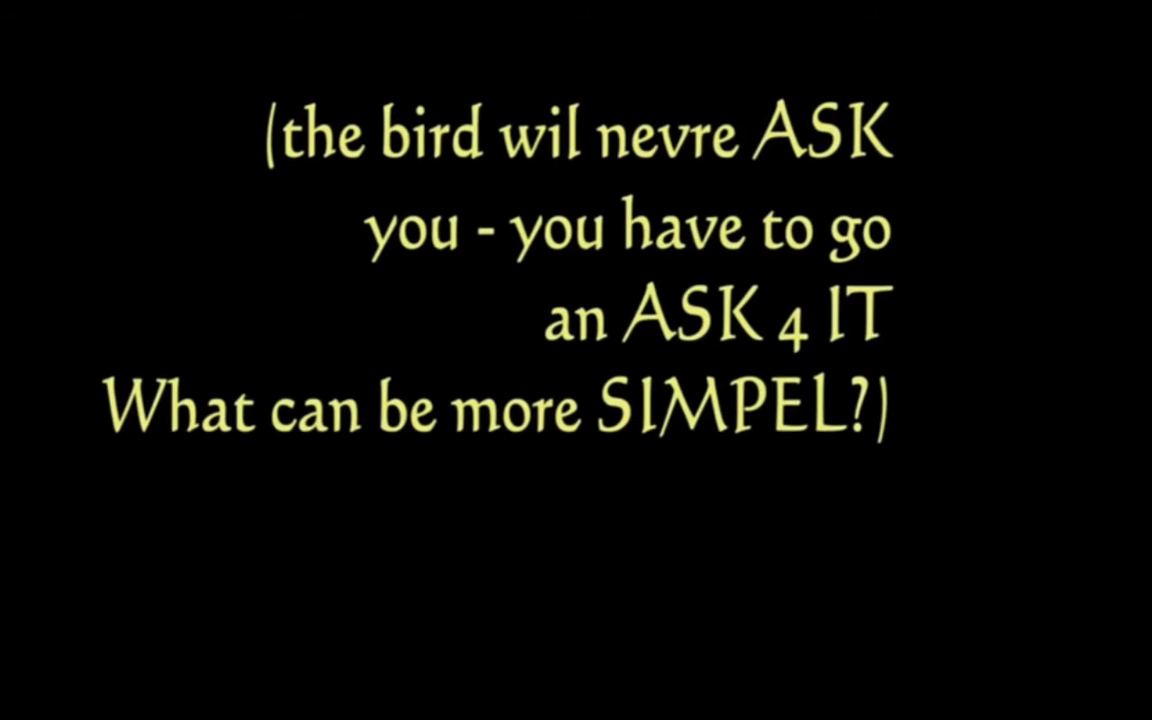 (the bird wil nevre ASK
you - you have to go
an ASK 4 IT
What can be more SIMPEL?)